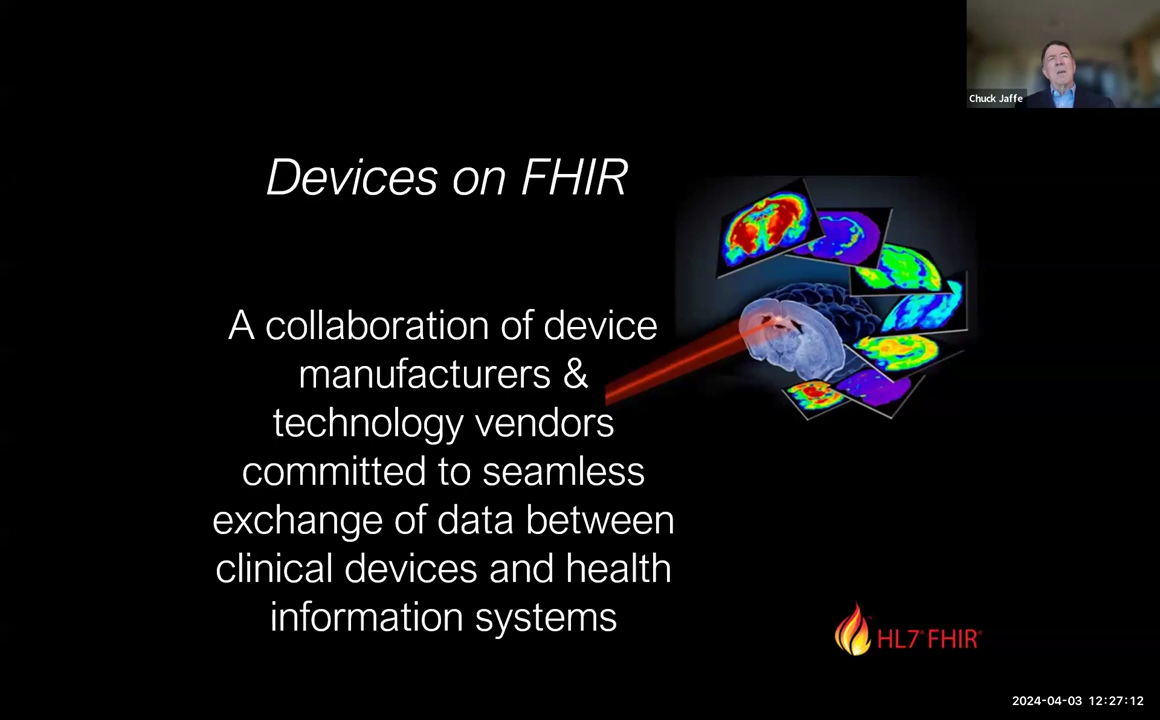 Chuck Jaffe
Devices on FHIR
A collaboration of device
manufacturers &
technology vendors
committed to seamless
exchange of data between
clinical devices and health
information systems
HL7® FHIR®
2024-04-03 12:27:12